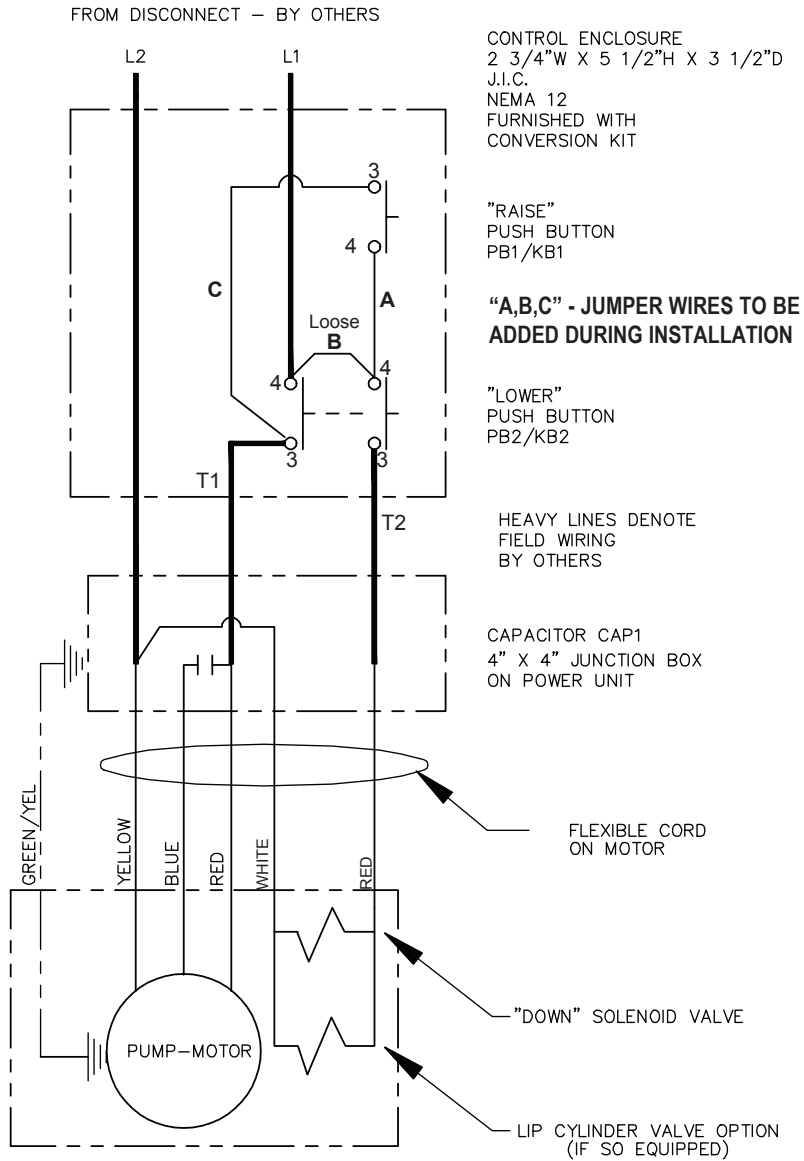 FROM DISCONNECT – BY OTHERS
L2
L1
CONTROL ENCLOSURE
2 3/4"W X 5 1/2"H X 3 1/2"D
J.I.C.
NEMA 12
FURNISHED WITH
CONVERSION KIT
3
"RAISE"
PUSH BUTTON
PB1/KB1
4
C
A
"A,B,C" - JUMPER WIRES TO BE
ADDED DURING INSTALLATION
Loose
B
4
4
"LOWER"
PUSH BUTTON
PB2/KB2
3
3
T1
T2
HEAVY LINES DENOTE
FIELD WIRING
BY OTHERS
CAPACITOR CAP1
4" X 4" JUNCTION BOX
ON POWER UNIT
GREEN/YEL
YELLOW
BLUE
RED
WHITE
RED
FLEXIBLE CORD
ON MOTOR
"DOWN" SOLENOID VALVE
PUMP–MOTOR
LIP CYLINDER VALVE OPTION
(IF SO EQUIPPED)